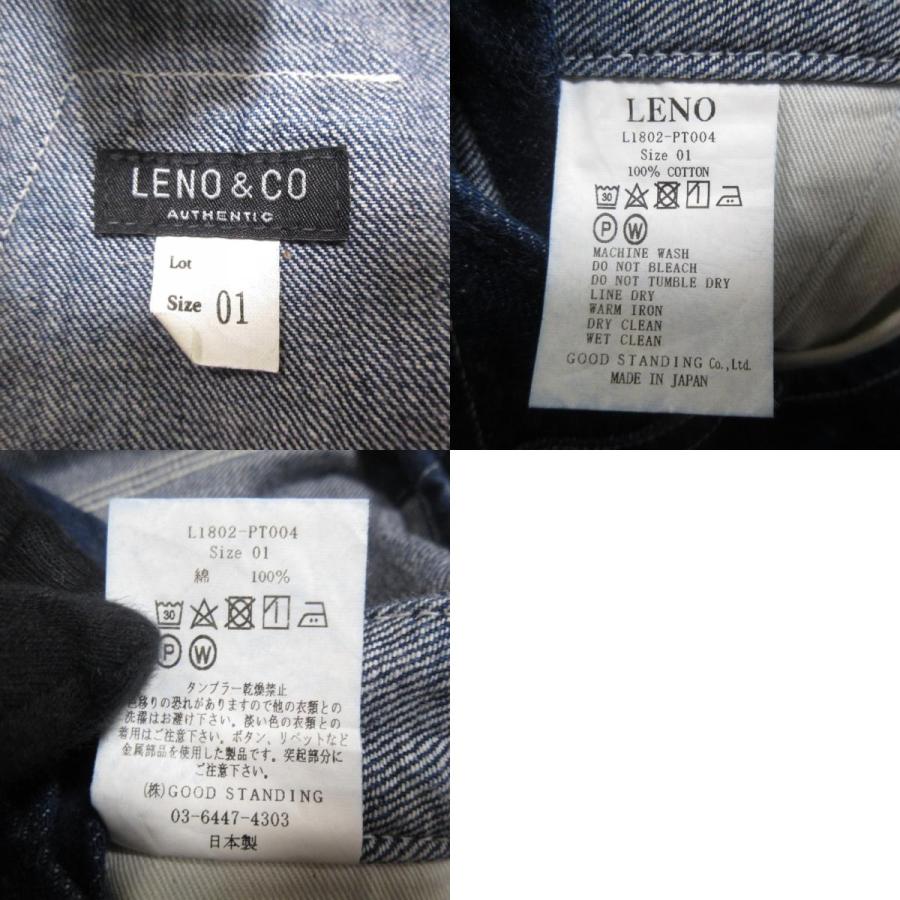 LENO & CO
AUTHENTIC
Lot
Size 01
LENO
L1802-PT004
Size 01
100% COTTON
30
P W
MACHINE WASH
DO NOT BLEACH
DO NOT TUMBLE DRY
LINE DRY
WARM IRON
DRY CLEAN
WET CLEAN
GOOD STANDING Co.,Ltd.
MADE IN JAPAN
L1802-PT004
Size 01
綿 100%
30
P W
タンブラー乾燥禁止
色移りの恐れがありますので他の衣類との
洗濯はお避け下さい。淡い色の衣類との
着用はご注意下さい。ボタン、リベットなど
金属部品を使用した製品です。突起部分に
ご注意下さい。
(株)GOOD STANDING
03-6447-4303
日本製